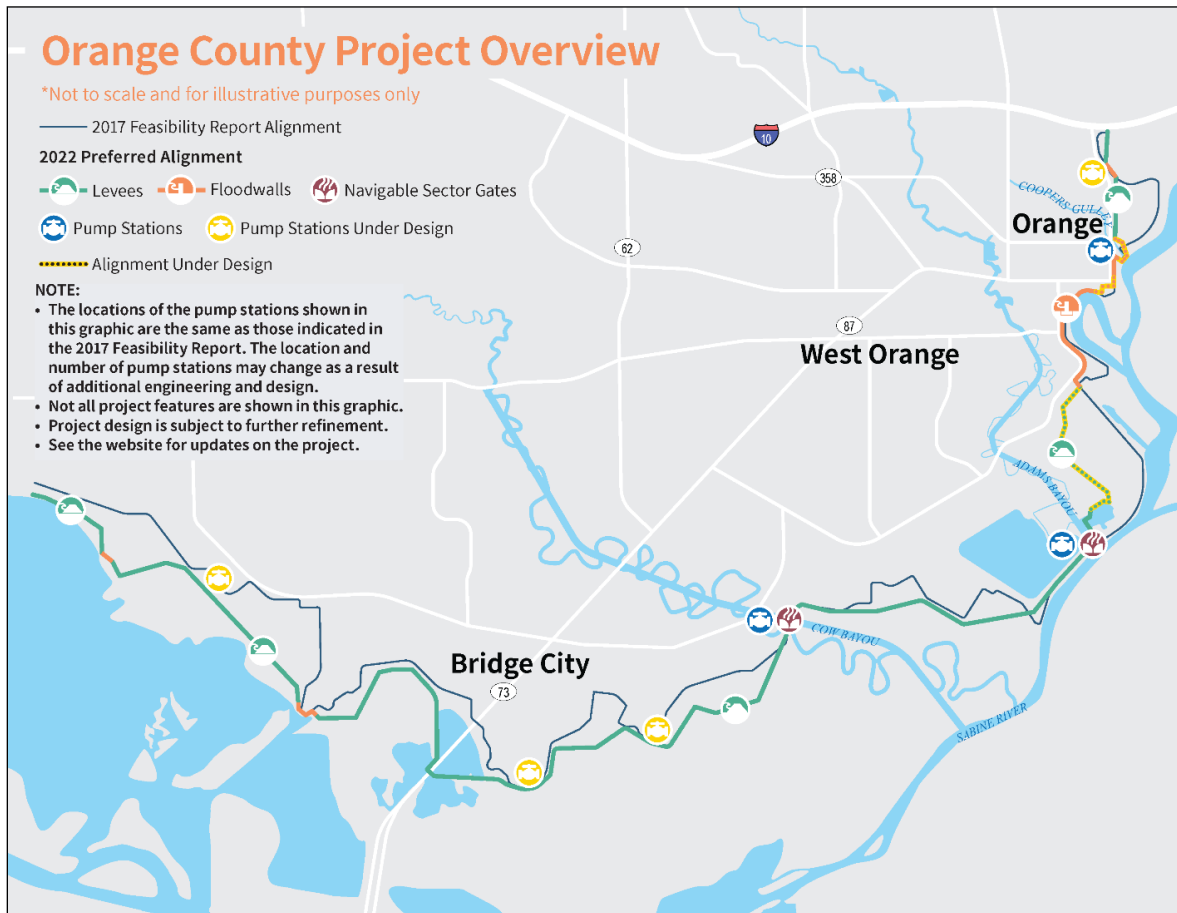 Orange County Project Overview
*Not to scale and for illustrative purposes only
2017 Feasibility Report Alignment
2022 Preferred Alignment
Levees
Floodwalls
Navigable Sector Gates
Pump Stations
Pump Stations Under Design
Alignment Under Design
NOTE:
• The locations of the pump stations shown in
this graphic are the same as those indicated in
the 2017 Feasibility Report. The location and
number of pump stations may change as a result
of additional engineering and design.
• Not all project features are shown in this graphic.
• Project design is subject to further refinement.
• See the website for updates on the project.
10
358
COOPERS GULLEY
Orange
62
87
West Orange
ADAMS BAYOU
COW BAYOU
Bridge City
73
SABINE RIVER